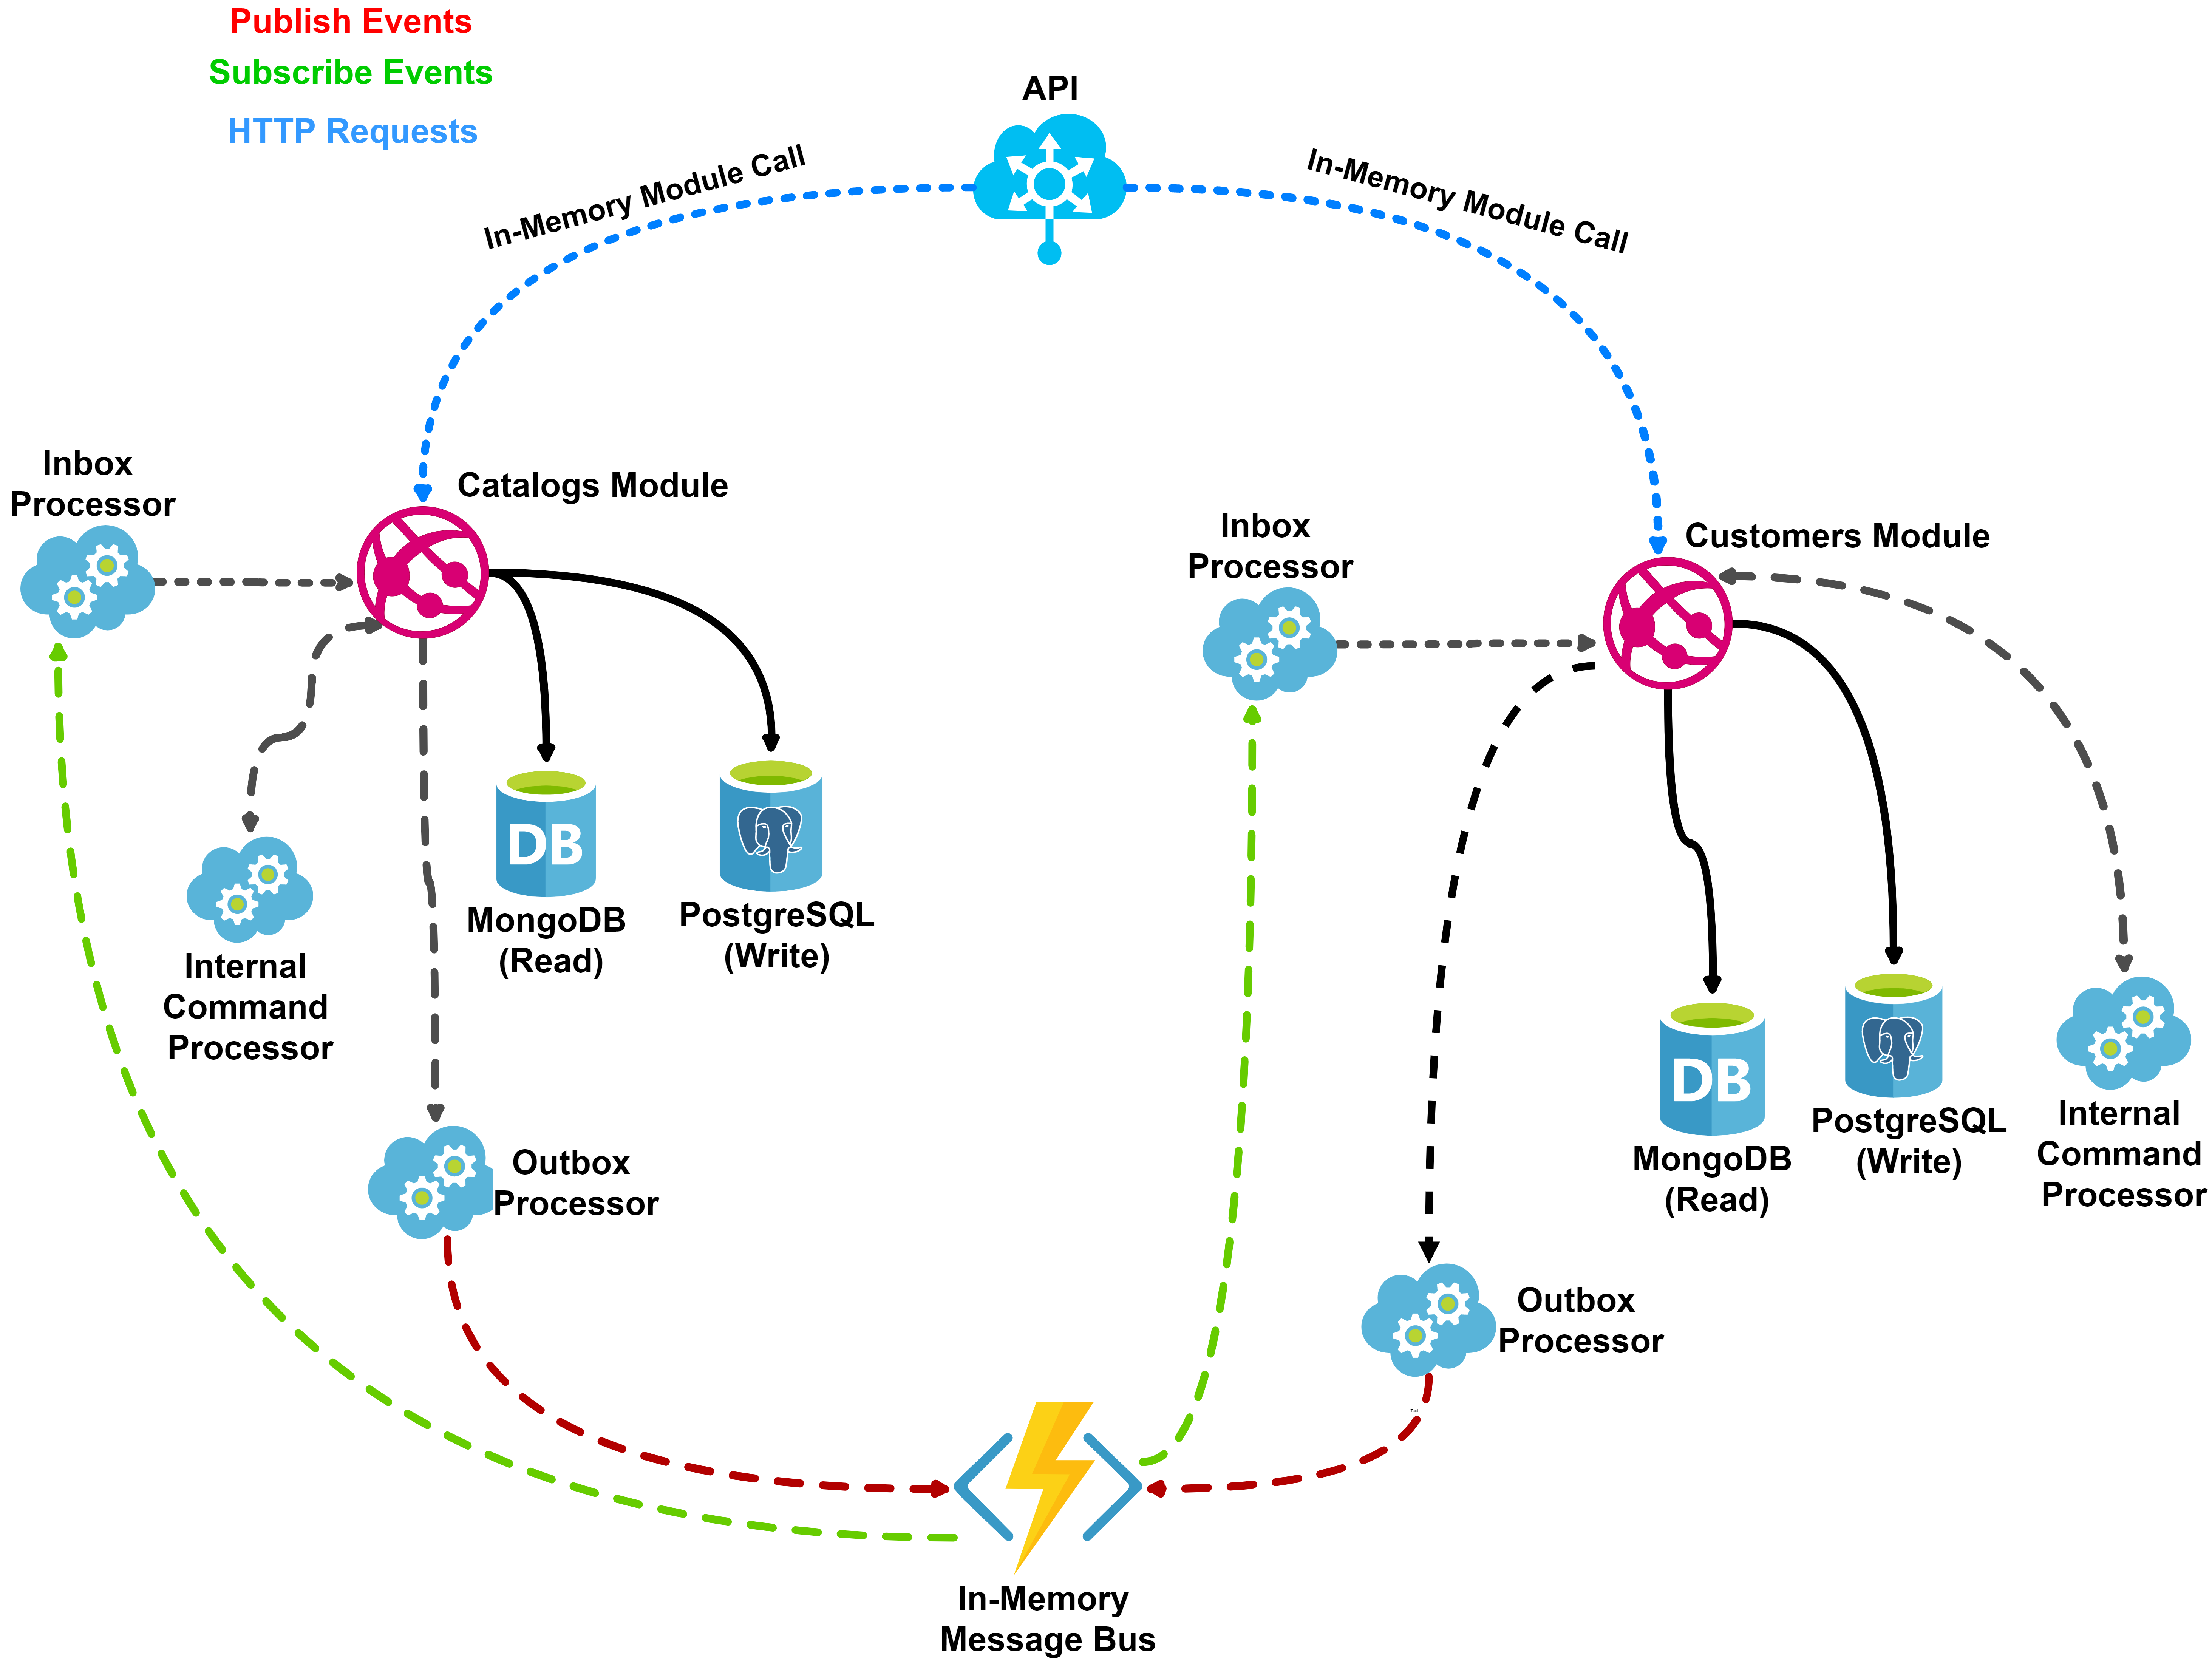 Publish Events
Subscribe Events
HTTP Requests
API
In-Memory Module Call
In-Memory Module Call
Inbox
Processor
Catalogs Module
Inbox
Processor
Customers Module
DB
MongoDB
(Read)
PostgreSQL
(Write)
Internal
Command
Processor
DB
MongoDB
(Read)
PostgreSQL
(Write)
Internal
Command
Processor
Outbox
Processor
Outbox
Processor
Text
In-Memory
Message Bus